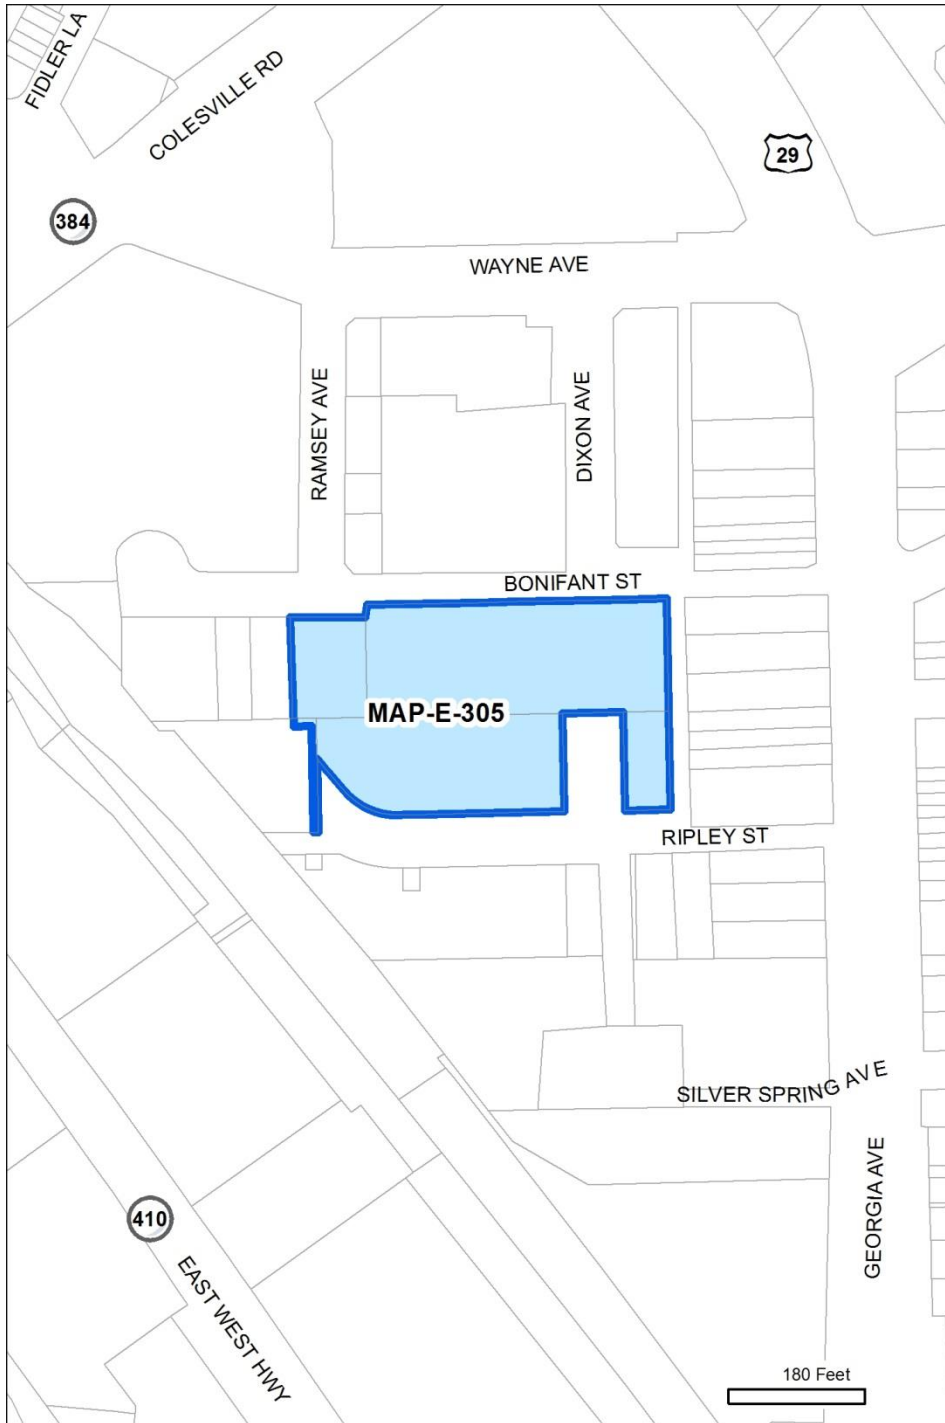 FIDLER LA
COLESVILLE RD
29
384
WAYNE AVE
RAMSEY AVE
DIXON AVE
BONIFANT ST
MAP-E-305
RIPLEY ST
SILVER SPRING AVE
GEORGIA AVE
410
EAST WEST HWY
180 Feet